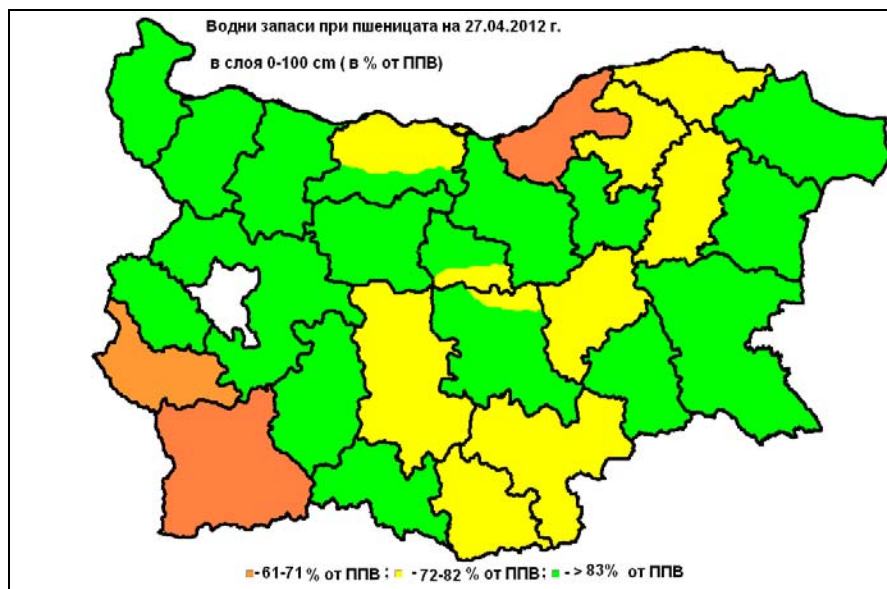 Водни запаси при пшеницата на 27.04.2012 г.
в слоя 0-100 cm ( в % от ППВ)
-61-71 % от ППВ ; -72-82 % от ППВ; - > 83% от ППВ